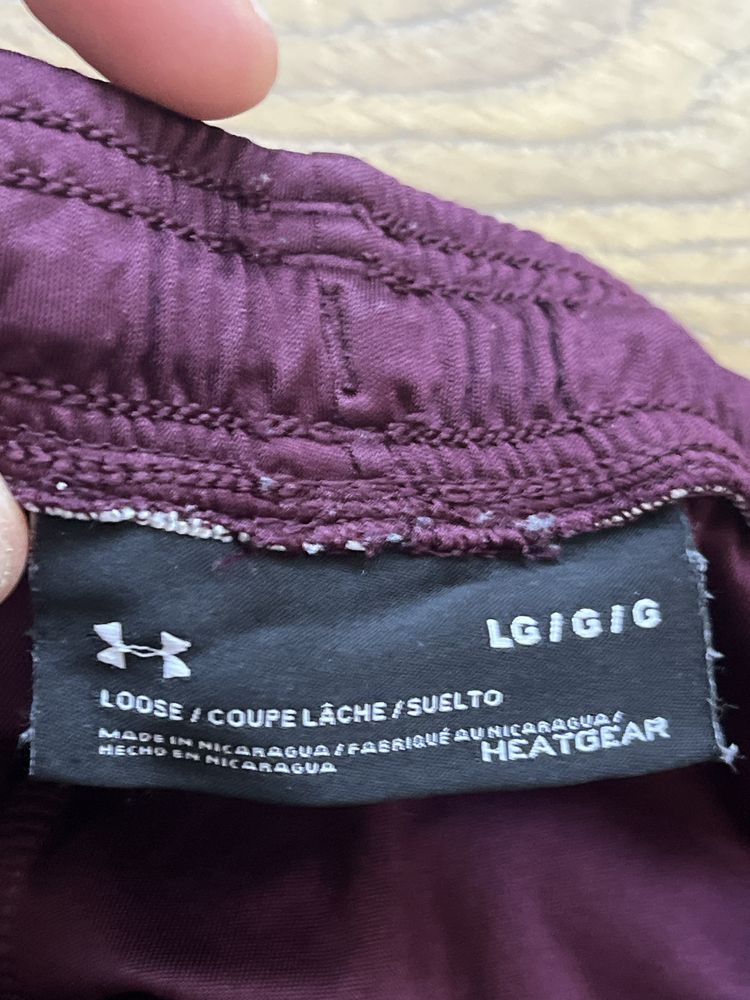 LG/G/G
LOOSE / COUPE LÂCHE / SUELTO
MADE IN NICARAGUA / FABRIQUÉ AU NICARAGUA /
HECHO EN NICARAGUA
HEATGEAR